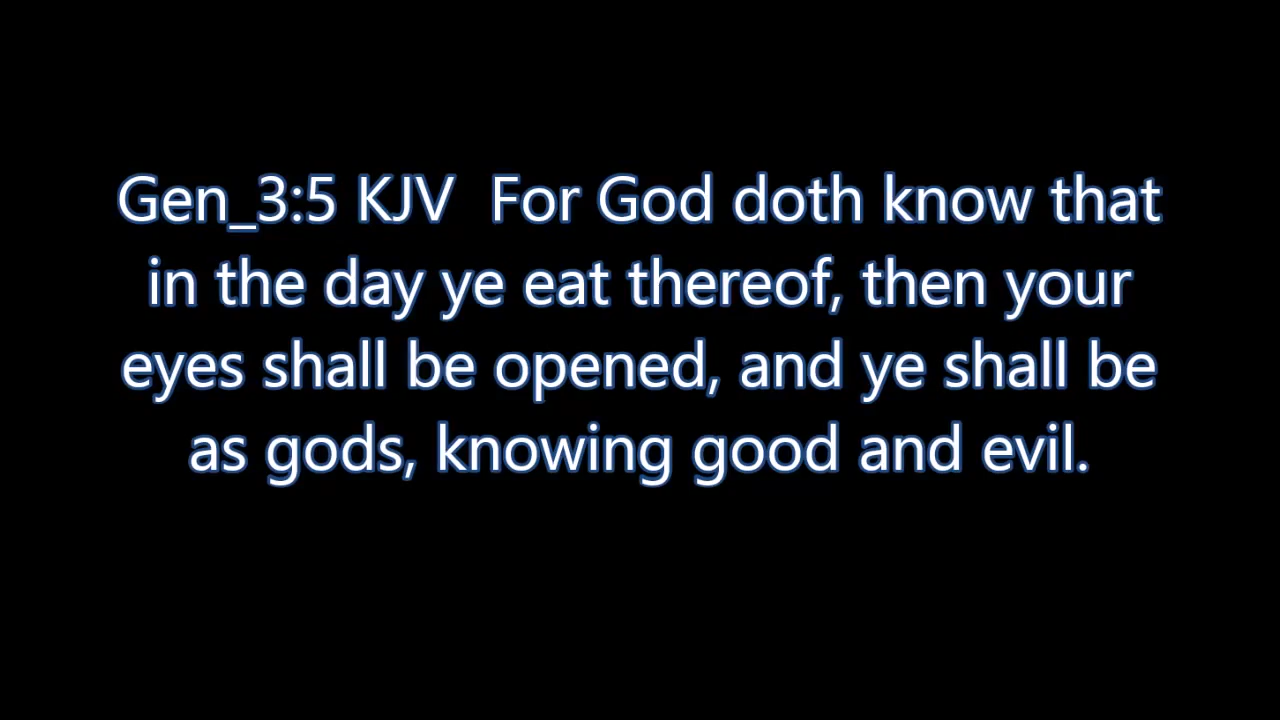 Gen_3:5 KJV  For God doth know that
in the day ye eat thereof, then your
eyes shall be opened, and ye shall be
as gods, knowing good and evil.